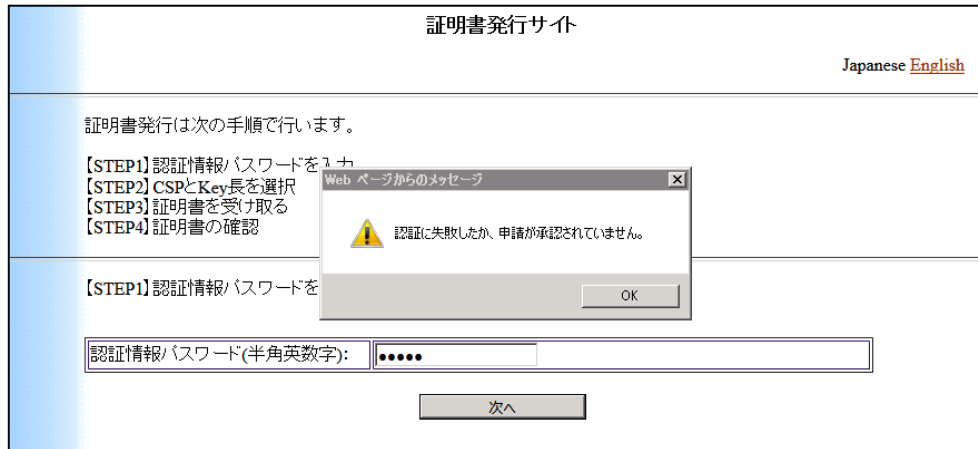 証明書発行サイト
Japanese English
証明書発行は次の手順で行います。
【STEP1】認証情報パスワードを入力
【STEP2】CSPとKey長を選択
【STEP3】証明書を受け取る
【STEP4】証明書の確認
Web ページからのメッセージ
認証に失敗したか、申請が承認されていません。
OK
【STEP1】認証情報パスワードを
認証情報パスワード(半角英数字): •••••
次へ